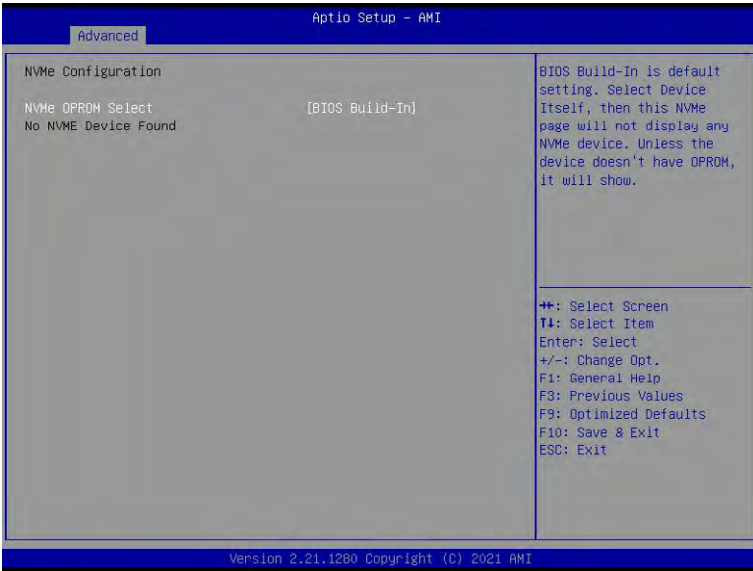 Aptio Setup – AMI
Advanced
NVMe Configuration
NVMe OPROM Select [BIOS Build-In]
No NVME Device Found
BIOS Build-In is default
setting. Select Device
Itself, then this NVMe
page will not display any
NVMe device. Unless the
device doesn't have OPROM,
it will show.
→←: Select Screen
↑↓: Select Item
Enter: Select
+/-: Change Opt.
F1: General Help
F3: Previous Values
F9: Optimized Defaults
F10: Save & Exit
ESC: Exit
Version 2.21.1280 Copyright (C) 2021 AMI